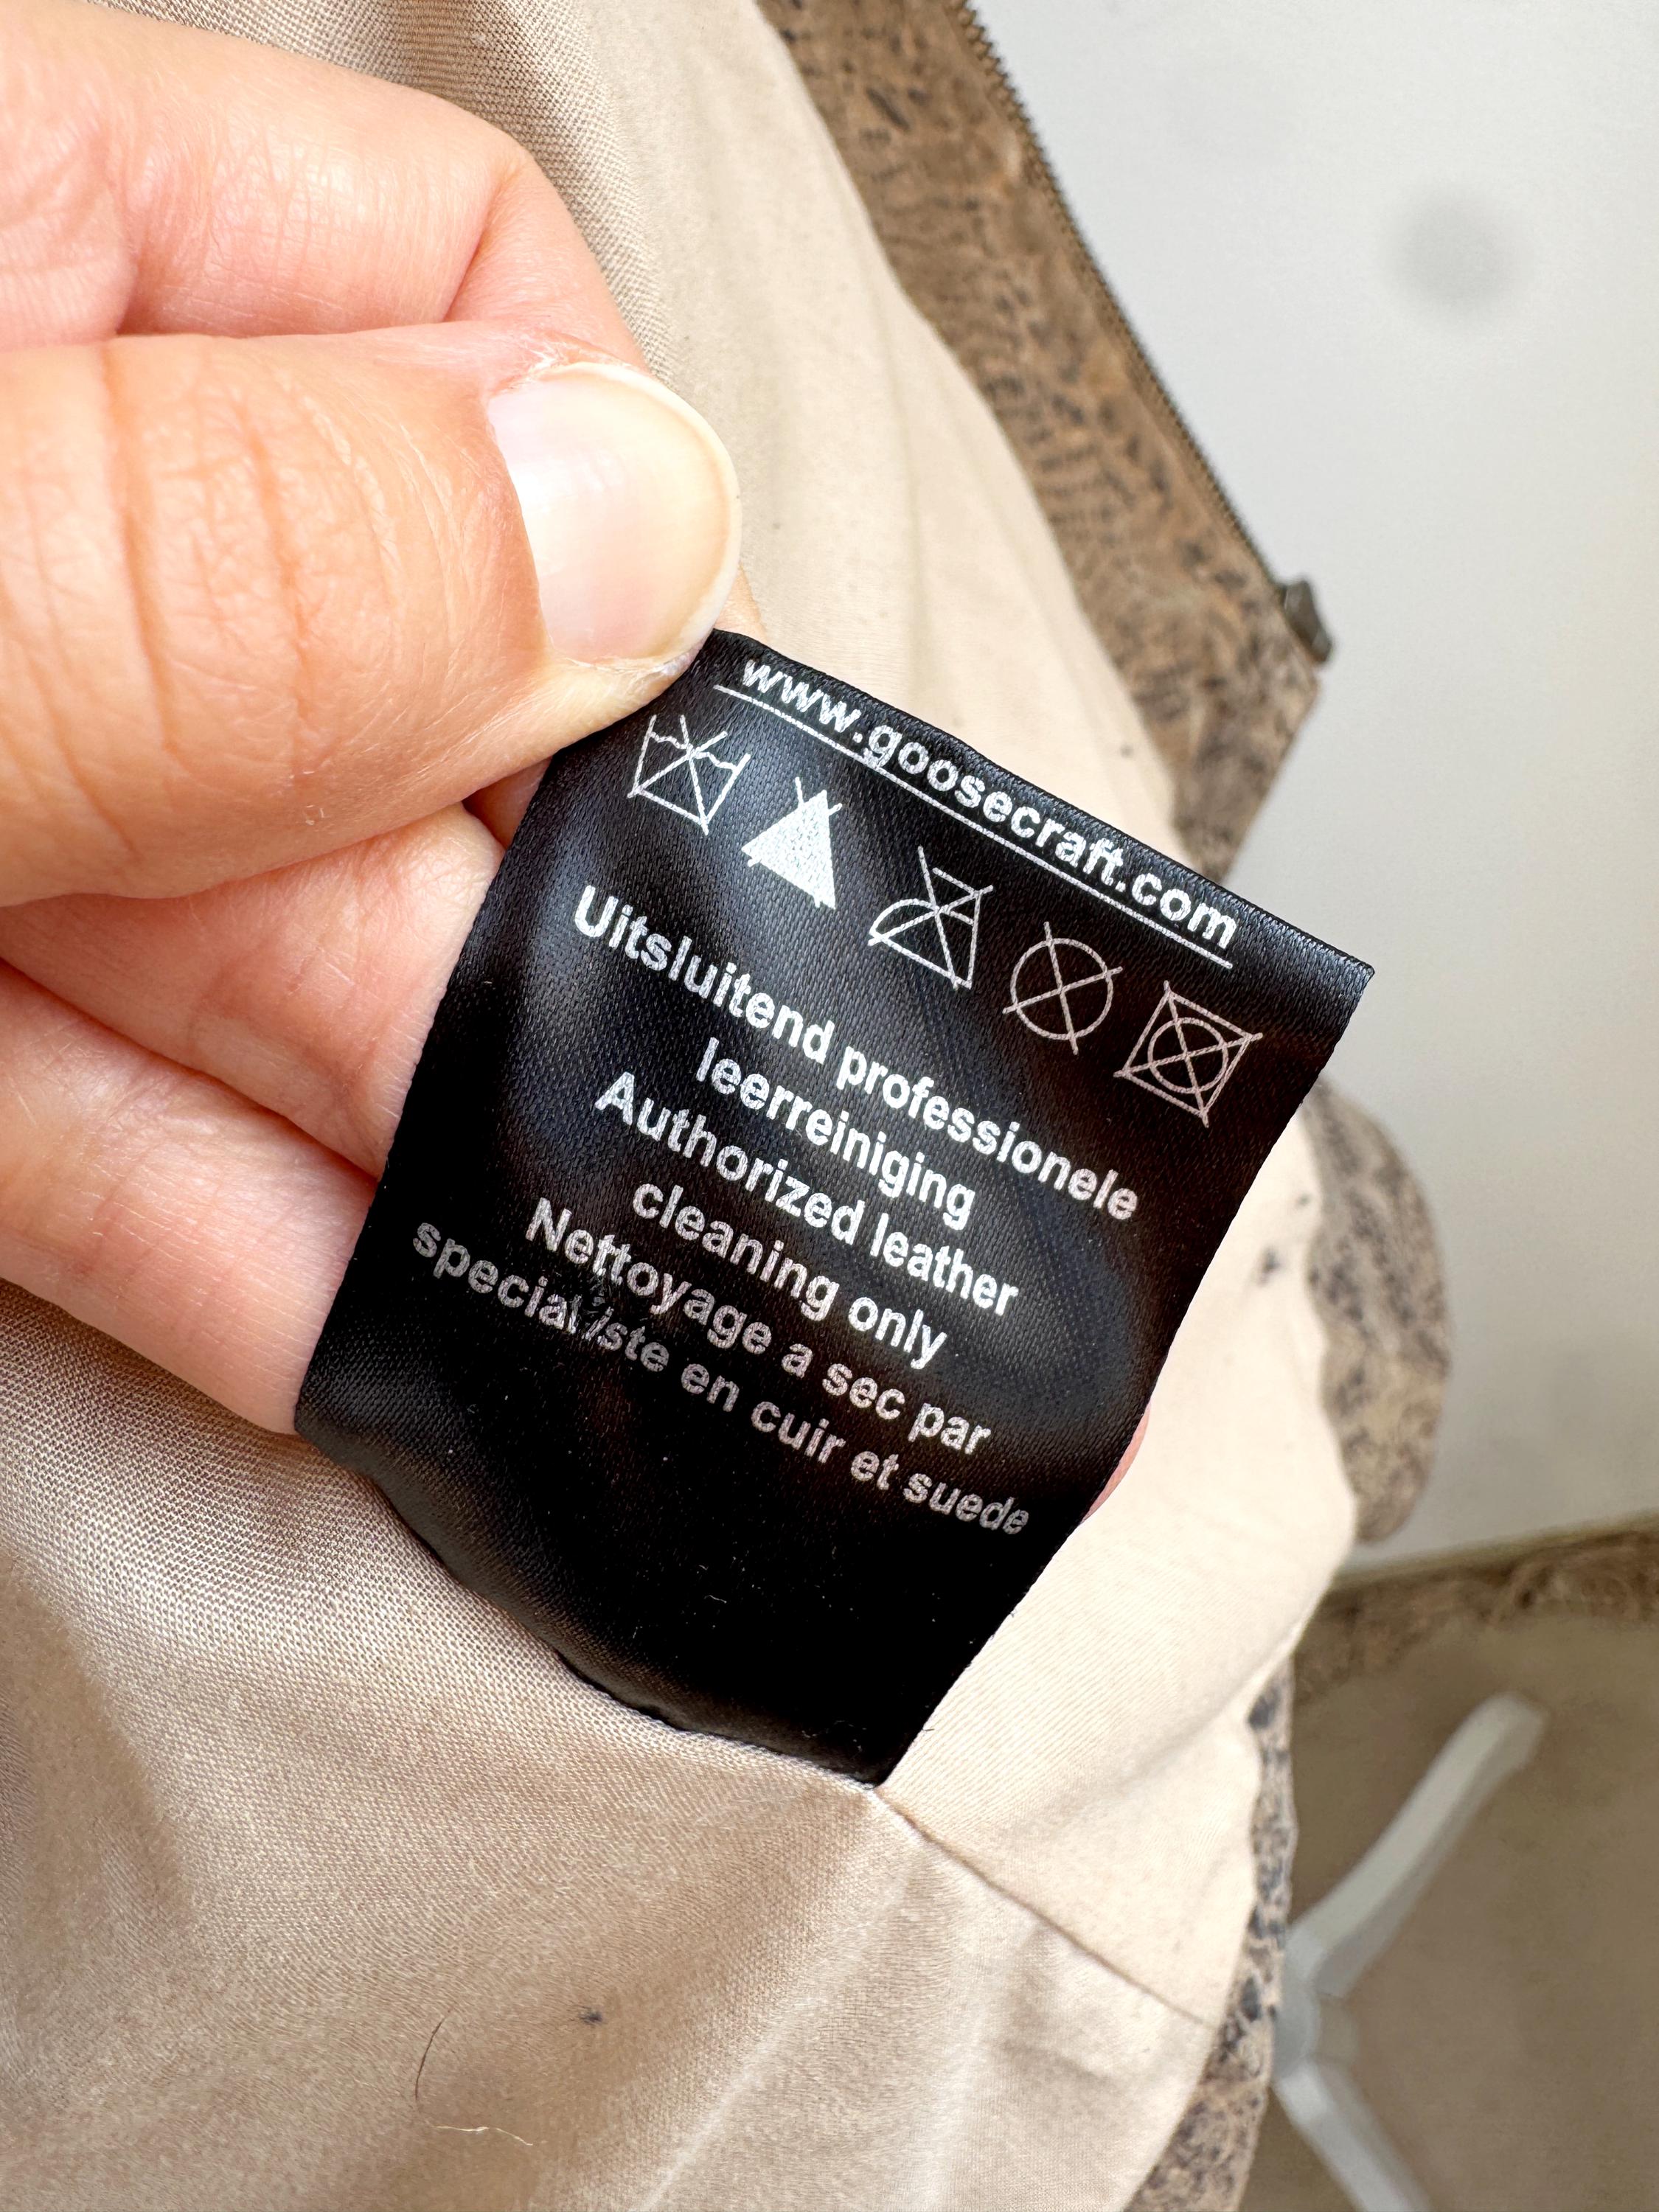 www.goosecraft.com
Uitsluitend professionele
leerreiniging
Authorized leather
cleaning only
Nettoyage a sec par
specialiste en cuir et suede